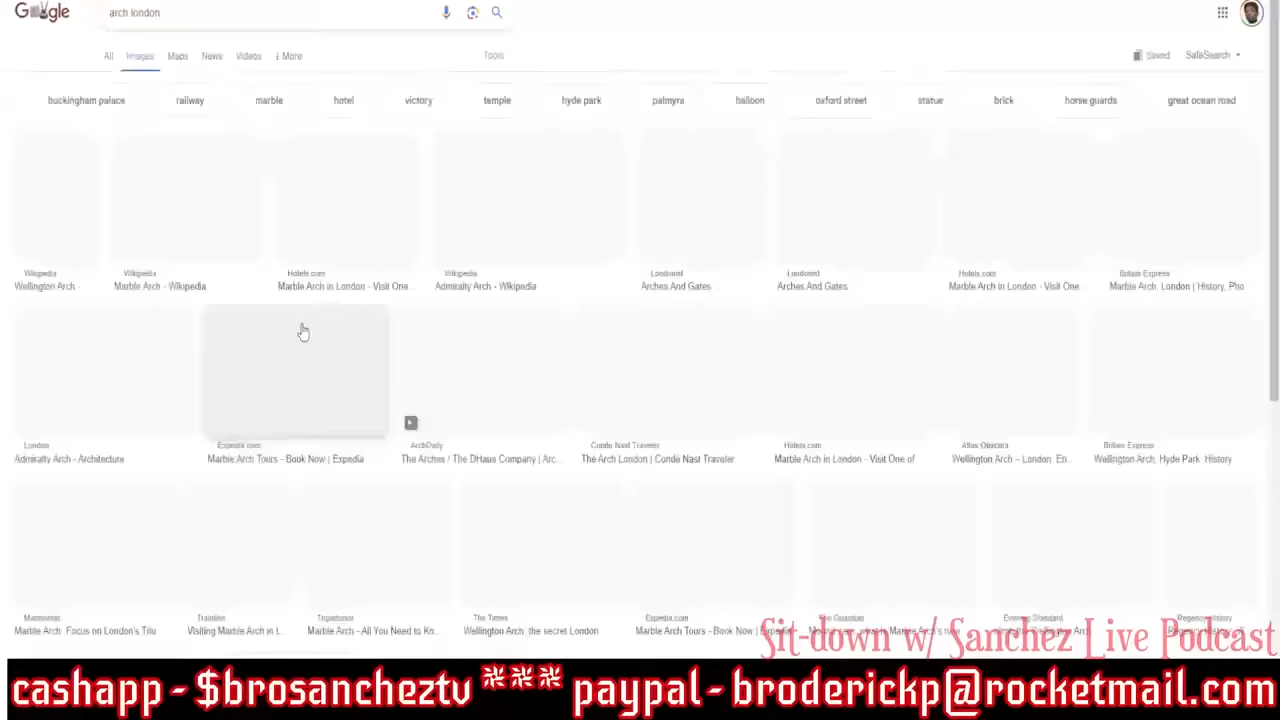 Google
arch london
All Images Maps News Videos More Tools Saved SafeSearch
buckingham palace railway marble hotel victory temple hyde park palmyra balloon oxford street statue brick horse guards great ocean road
Wikipedia Wikipedia Hotels.com Wikipedia Londonist Londonist Hotels.com Britain Express
Wellington Arch - Marble Arch - Wikipedia Marble Arch in London - Visit One... Admiralty Arch - Wikipedia Arches And Gates Arches And Gates Marble Arch in London - Visit One Marble Arch, London | History, Pho
London Expedia.com ArchDaily Condé Nast Traveler Hotels.com Atlas Obscura Britain Express
Admiralty Arch - Architecture Marble Arch Tours - Book Now | Expedia The Arches / The DHaus Company | Arc... The Arch London | Condé Nast Traveler Marble Arch in London - Visit One of Wellington Arch – London, En... Wellington Arch, Hyde Park History
The Times Expedia.com The Guardian Evening Standard Regency History
Marble Arch: Focus on London's Triu Visiting Marble Arch in L... Marble Arch - All You Need to Kn... Wellington Arch: the secret London Marble Arch Tours - Book Now | Expedia
Sit-down w/ Sanchez Live Podcast
cashapp - $brosancheztv *** paypal - broderickp@rocketmail.com